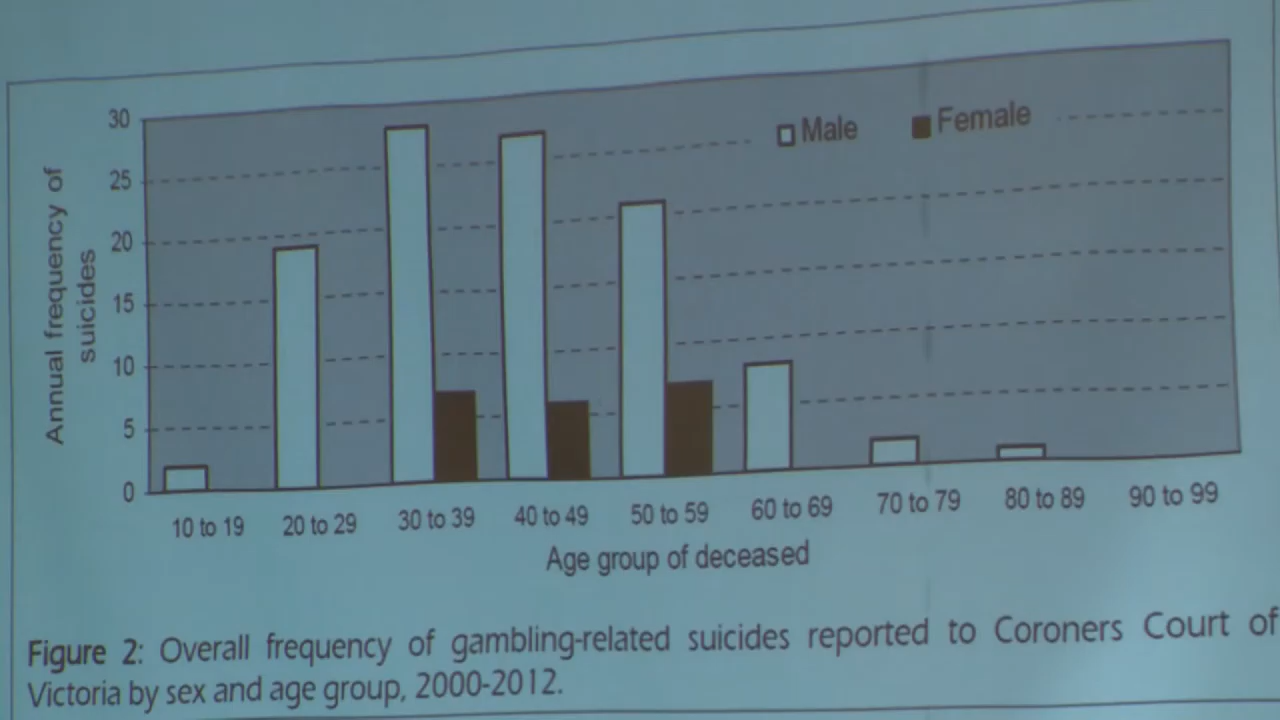 Annual frequency of
suicides
30
25
20
15
10
5
0
Male
Female
10 to 19
20 to 29
30 to 39
40 to 49
50 to 59
60 to 69
70 to 79
80 to 89
90 to 99
Age group of deceased
Figure 2: Overall frequency of gambling-related suicides reported to Coroners Court of
Victoria by sex and age group, 2000-2012.